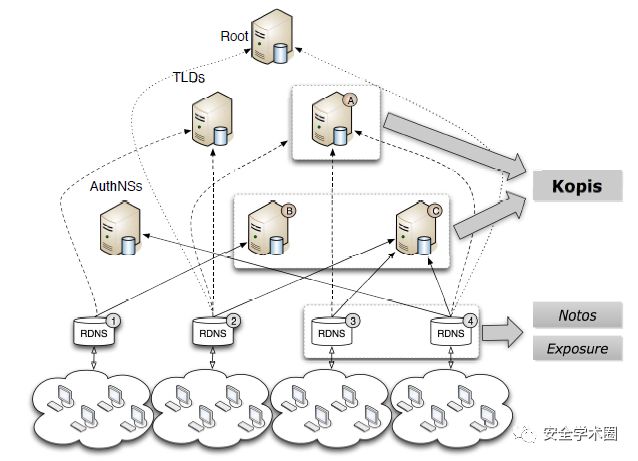 Root
TLDs
A
Kopis
AuthNSs
B
C
1
RDNS
2
RDNS
3
RDNS
4
RDNS
Notos
Exposure
安全学术圈